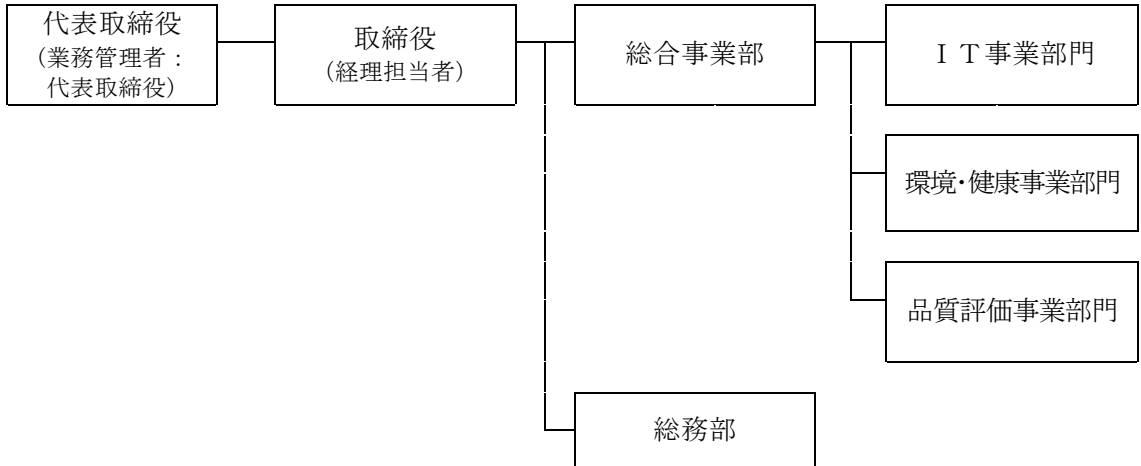 代表取締役
(業務管理者：
代表取締役)
取締役
(経理担当者)
総合事業部
ＩＴ事業部門
環境・健康事業部門
品質評価事業部門
総務部